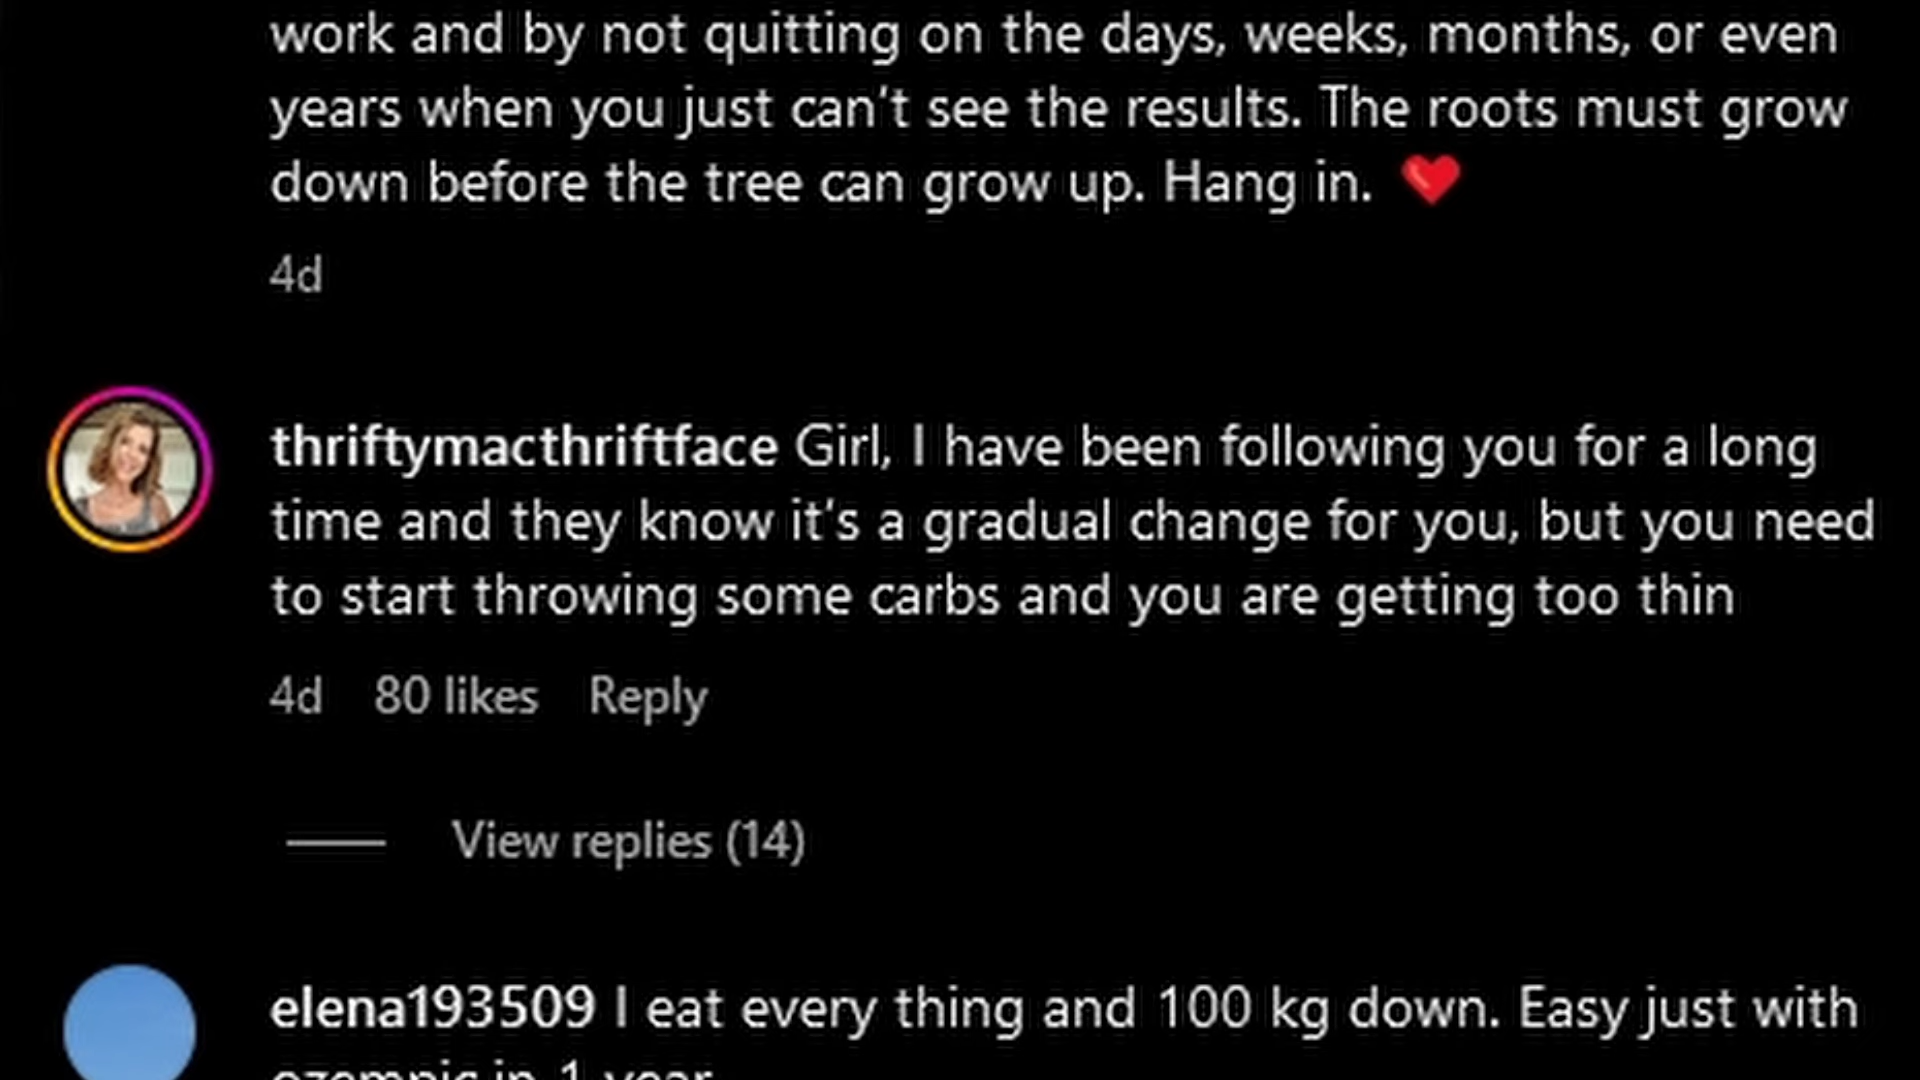 work and by not quitting on the days, weeks, months, or even
years when you just can't see the results. The roots must grow
down before the tree can grow up. Hang in. ❤️
4d
thriftymacthriftface Girl, I have been following you for a long
time and they know it's a gradual change for you, but you need
to start throwing some carbs and you are getting too thin
4d 80 likes Reply
View replies (14)
elena193509 I eat every thing and 100 kg down. Easy just with
ozempic in 1 year